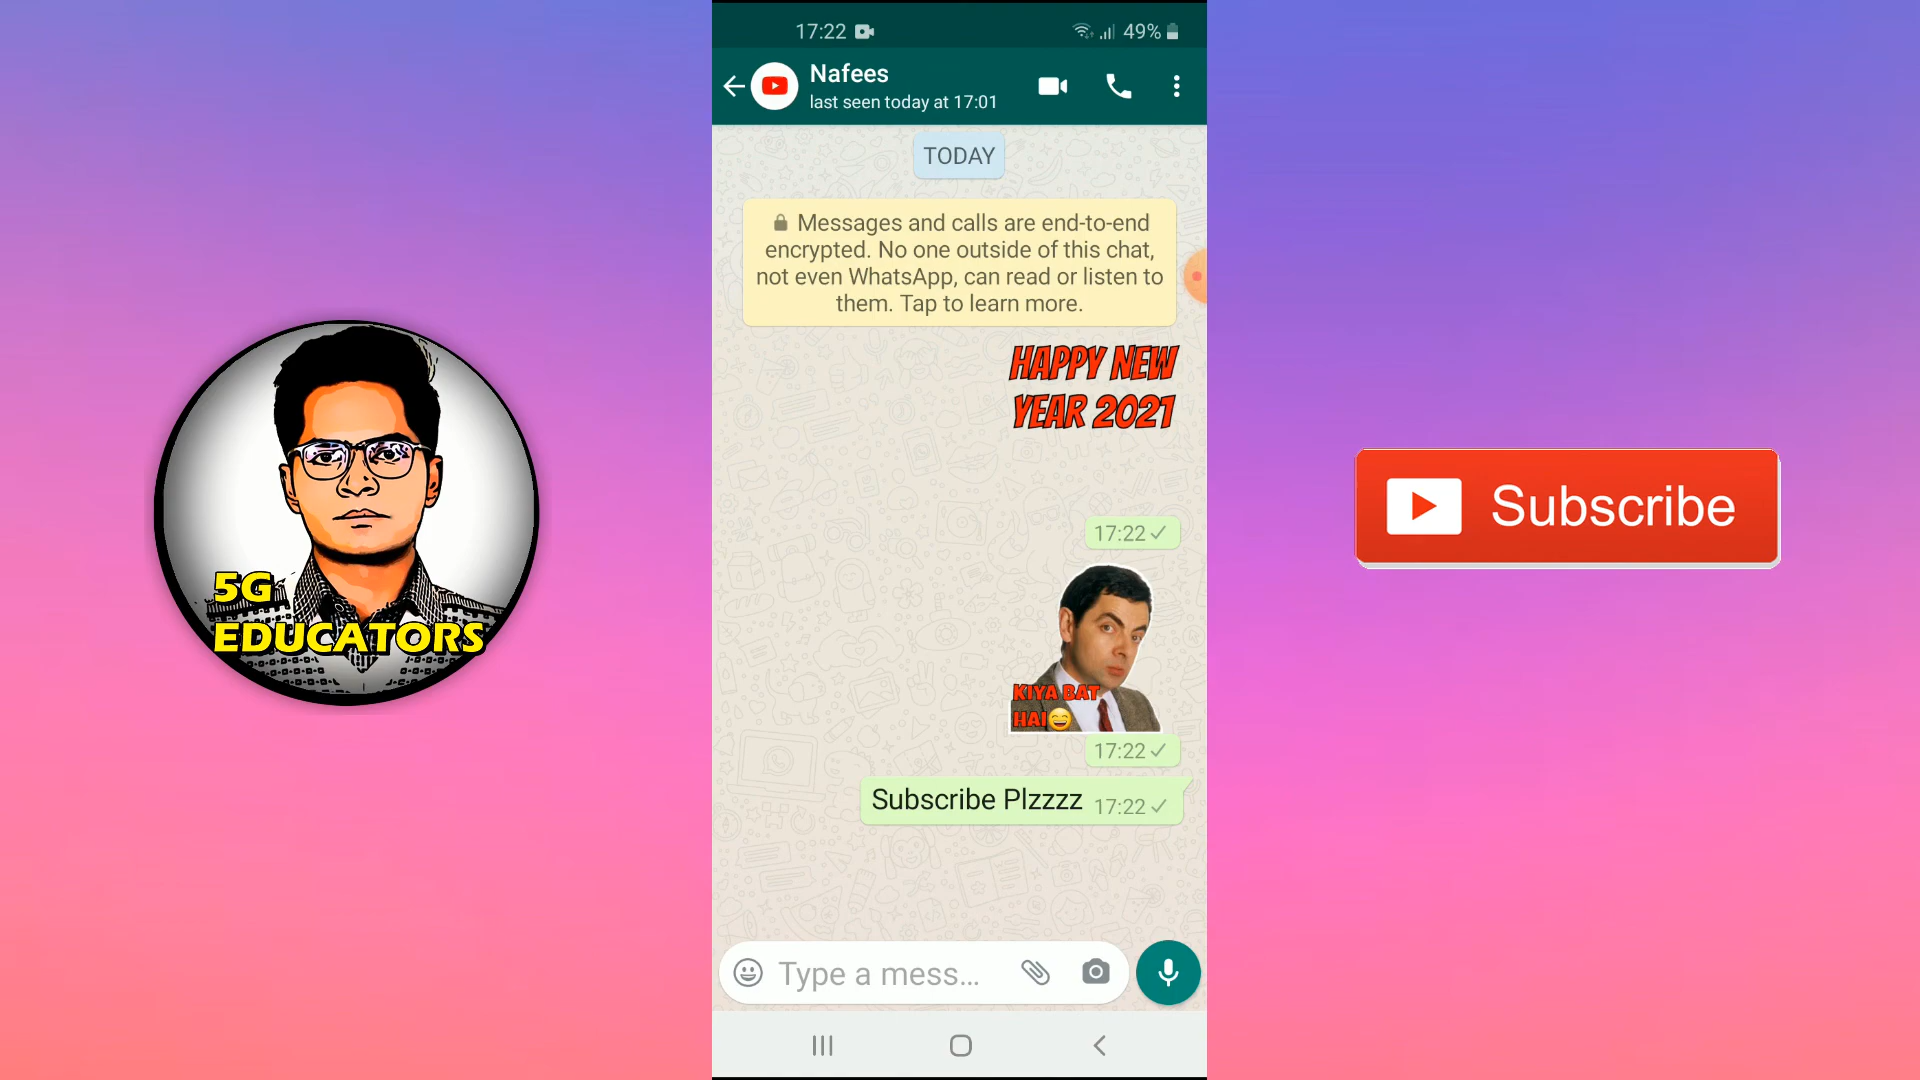 17:22
49%
Nafees
last seen today at 17:01
TODAY
Messages and calls are end-to-end
encrypted. No one outside of this chat,
not even WhatsApp, can read or listen to
them. Tap to learn more.
HAPPY NEW
YEAR 2021
17:22
KIYA BAT
HAI😄
17:22
Subscribe Plzzzz 17:22
Type a mess...
5G
EDUCATORS
Subscribe